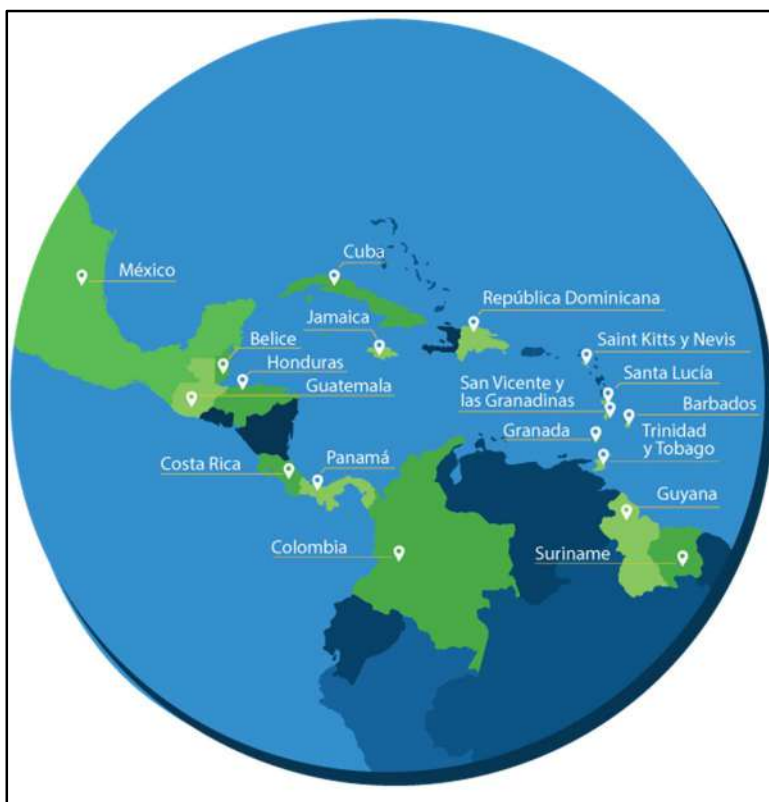 Cuba
México
República Dominicana
Jamaica
Belice
Saint Kitts y Nevis
Honduras
Guatemala
Santa Lucía
San Vicente y
las Granadinas
Barbados
Granada
Trinidad
y Tobago
Costa Rica
Panamá
Guyana
Colombia
Suriname